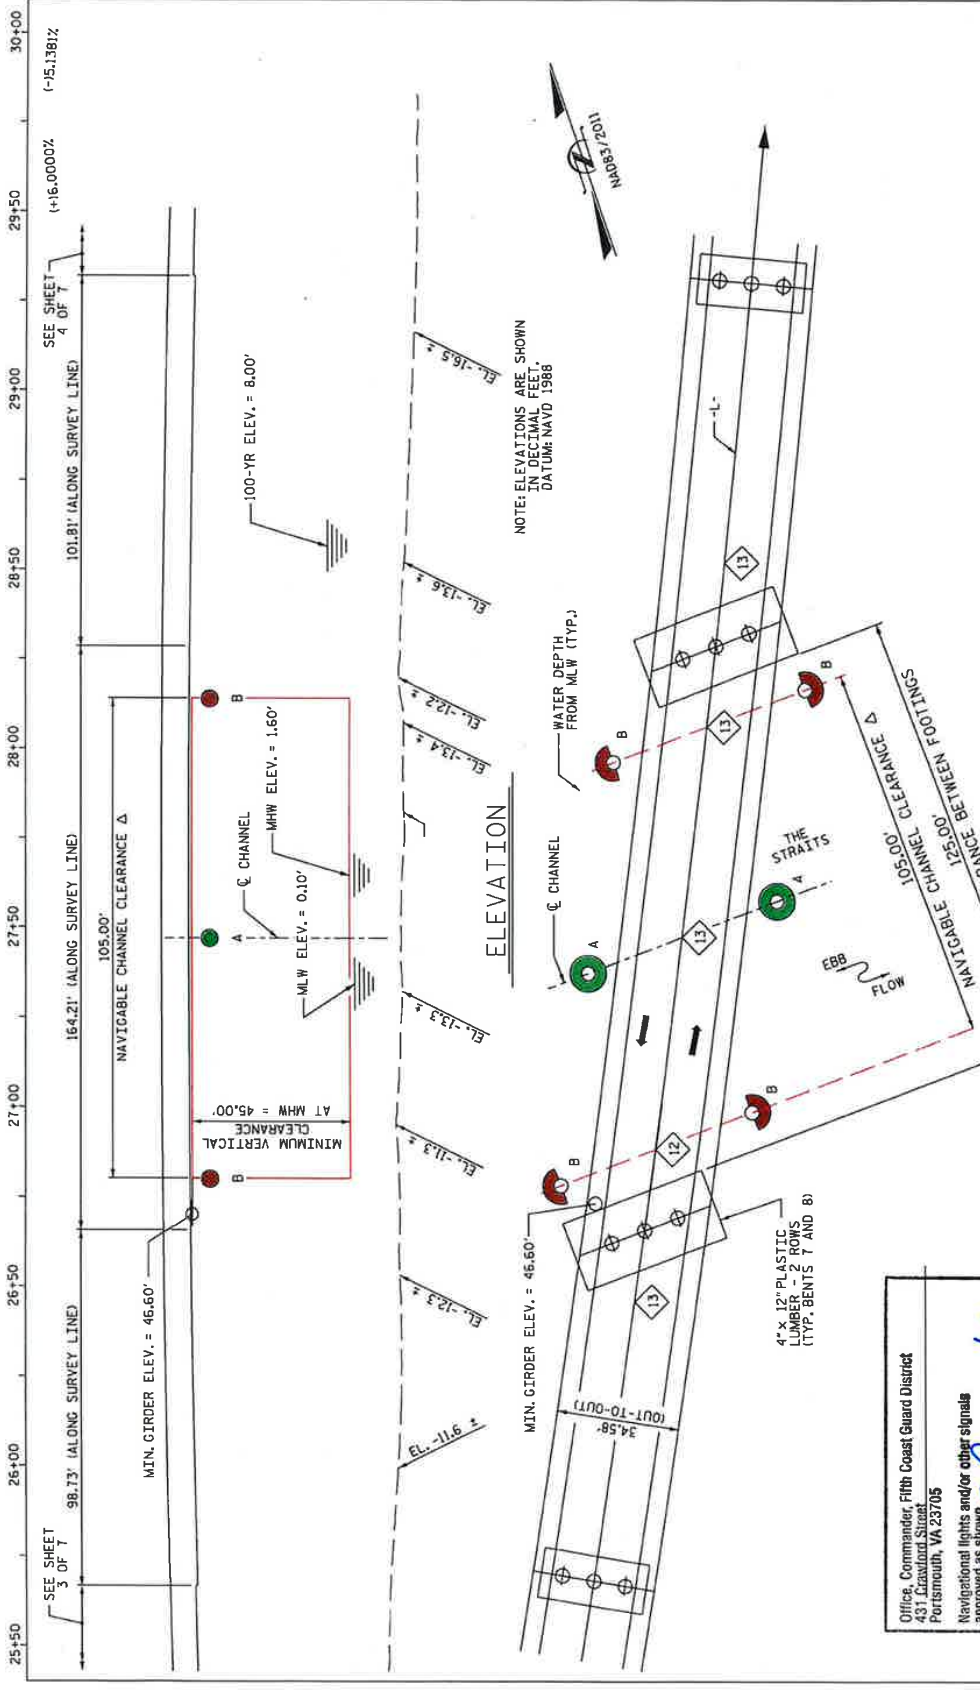 25+50
26+00
26+50
27+00
27+50
28+00
28+50
29+00
29+50
30+00
(+)6.0000%
(-)5.1381%
SEE SHEET
3 OF 7
98.73' (ALONG SURVEY LINE)
164.21' (ALONG SURVEY LINE)
101.81' (ALONG SURVEY LINE)
SEE SHEET
4 OF 7
105.00'
NAVIGABLE CHANNEL CLEARANCE Δ
MIN. GIRDER ELEV. = 46.60'
B
A
B
MINIMUM VERTICAL
CLEARANCE
AT MHW = 45.00'
℄ CHANNEL
MLW ELEV. = 0.10'
MHW ELEV. = 1.60'
100-YR ELEV. = 8.00'
EL. -11.6 ±
EL. -12.3 ±
EL. -11.3 ±
EL. -13.3 ±
EL. -13.4 ±
EL. -12.2 ±
EL. -13.6 ±
EL. -16.5 ±
ELEVATION
NOTE: ELEVATIONS ARE SHOWN
IN DECIMAL FEET.
DATUM: NAVD 1988
NAD83/2011
MIN. GIRDER ELEV. = 46.60'
℄ CHANNEL
WATER DEPTH
FROM MLW (TYP.)
B
A
B
34.58'
(OUT-TO-OUT)
13
12
13
13
13
-L-
B
A
B
EBB
FLOW
THE
STRAITS
4" x 12" PLASTIC
LUMBER - 2 ROWS
(TYP. BENTS 7 AND 8)
105.00'
NAVIGABLE CHANNEL CLEARANCE Δ
125.00'
BETWEEN FOOTINGS
Office, Commander, Fifth Coast Guard District
431 Crawford Street
Portsmouth, VA 23705
Navigational lights and/or other signals
approved as shown